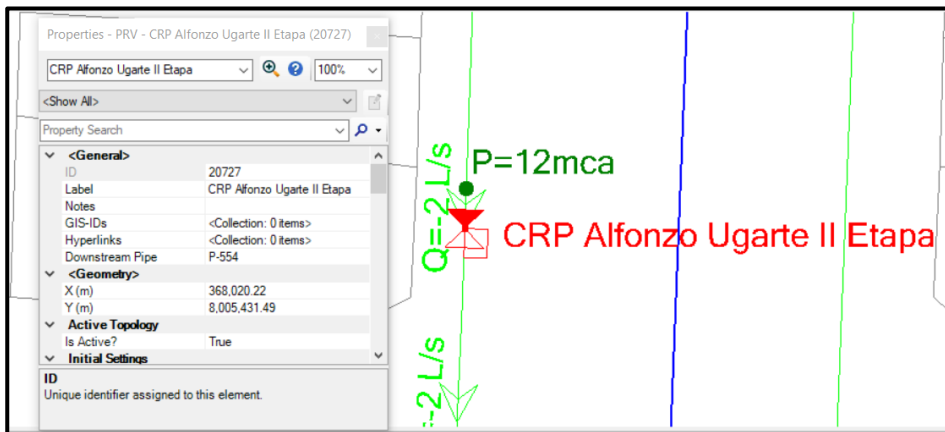 Properties - PRV - CRP Alfonzo Ugarte II Etapa (20727)
CRP Alfonzo Ugarte II Etapa
100%
<Show All>
Property Search
<General>
ID 20727
Label CRP Alfonzo Ugarte II Etapa
Notes
GIS-IDs <Collection: 0 items>
Hyperlinks <Collection: 0 items>
Downstream Pipe P-554
<Geometry>
X (m) 368,020.22
Y (m) 8,005,431.49
Active Topology
Is Active? True
Initial Settings
ID
Unique identifier assigned to this element.
P=12mca
Q=-2 L/s
CRP Alfonzo Ugarte II Etapa
=-2 L/s